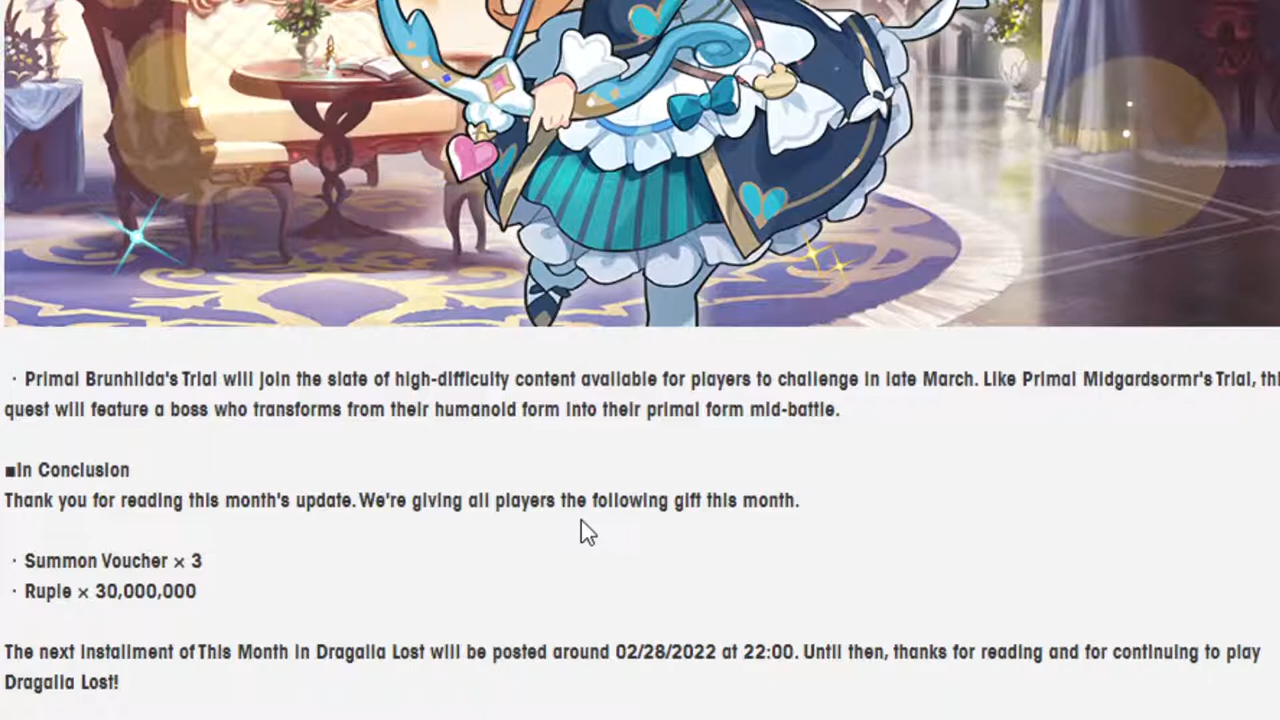 · Primal Brunhilda's Trial will join the slate of high-difficulty content available for players to challenge in late March. Like Primal Midgardsormr's Trial, thi
quest will feature a boss who transforms from their humanoid form into their primal form mid-battle.
■In Conclusion
Thank you for reading this month's update. We're giving all players the following gift this month.
· Summon Voucher × 3
· Rupie × 30,000,000
The next installment of This Month in Dragalia Lost will be posted around 02/28/2022 at 22:00. Until then, thanks for reading and for continuing to play
Dragalia Lost!